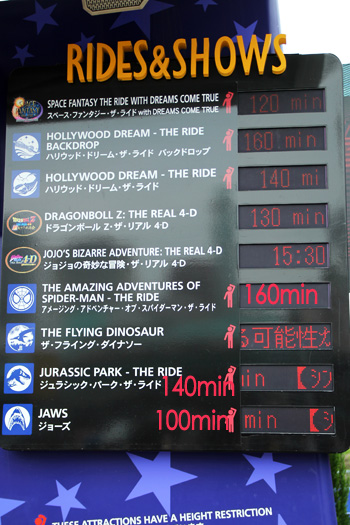 RIDES&SHOWS
SPACE FANTASY THE RIDE WITH DREAMS COME TRUE
スペース・ファンタジー・ザ・ライド with DREAMS COME TRUE
120 min
HOLLYWOOD DREAM - THE RIDE
BACKDROP
ハリウッド・ドリーム・ザ・ライド バックドロップ
160 min
HOLLYWOOD DREAM - THE RIDE
ハリウッド・ドリーム・ザ・ライド
140 mi
DRAGONBALL Z: THE REAL 4-D
ドラゴンボール Z・ザ・リアル 4-D
130 min
JOJO'S BIZARRE ADVENTURE: THE REAL 4-D
ジョジョの奇妙な冒険・ザ・リアル 4-D
15:30
THE AMAZING ADVENTURES OF
SPIDER-MAN - THE RIDE
アメージング・アドベンチャー・オブ・スパイダーマン・ザ・ライド
160min
THE FLYING DINOSAUR
ザ・フライング・ダイナソー
る可能性が
JURASSIC PARK - THE RIDE
ジュラシック・パーク・ザ・ライド
140min
min 【シン
JAWS
ジョーズ
100min
min 【シ
THESE ATTRACTIONS HAVE A HEIGHT RESTRICTION